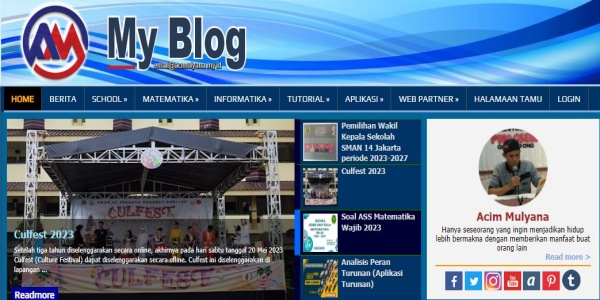 My Blog
HOME
BERITA
SCHOOL »
MATEMATIKA »
INFORMATIKA »
TUTORIAL »
APLIKASI »
WEB PARTNER »
HALAMAAN TAMU
LOGIN
CULFEST
Culfest 2023
Setelah tiga tahun diselenggarakan secara online, akhirnya pada hari sabtu tanggal 20 Mei 2023
Culfest (Culture Festival) dapat diselenggarakan secara offline. Culfest ini diselenggarakan di
lapangan ...
Readmore
CULFEST
Pemilihan Wakil
Kepala Sekolah
SMAN 14 Jakarta
periode 2023-2027
Culfest 2023
Soal ASS Matematika
Wajib 2023
Analisis Peran
Turunan (Aplikasi
Turunan)
Acim Mulyana
Hanya seseorang yang ingin menjadikan hidup
lebih bermakna dengan memberikan manfaat buat
orang lain
Read more >